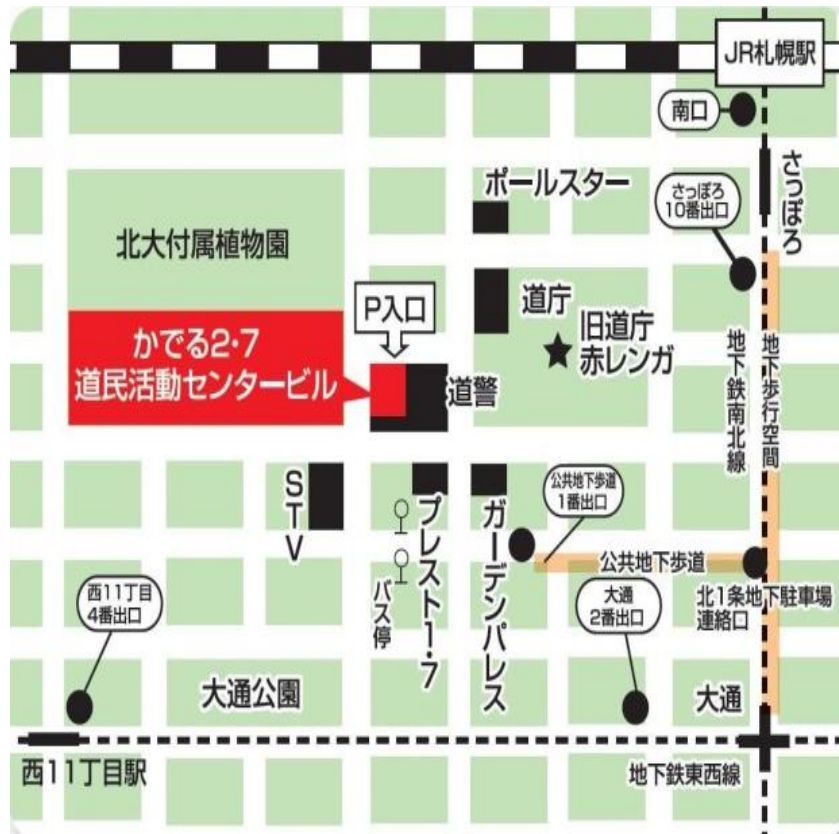 JR札幌駅
南口
さっぽろ
ポールスター
さっぽろ
10番出口
北大付属植物園
P入口
道庁
旧道庁
赤レンガ
かでる2・7
道民活動センタービル
道警
地下鉄南北線
地下歩行空間
STV
プレスト1・7
ガーデンパレス
公共地下歩道
1番出口
公共地下歩道
バス停
西11丁目
4番出口
大通
2番出口
北1条地下駐車場
連絡口
大通公園
大通
西11丁目駅
地下鉄東西線